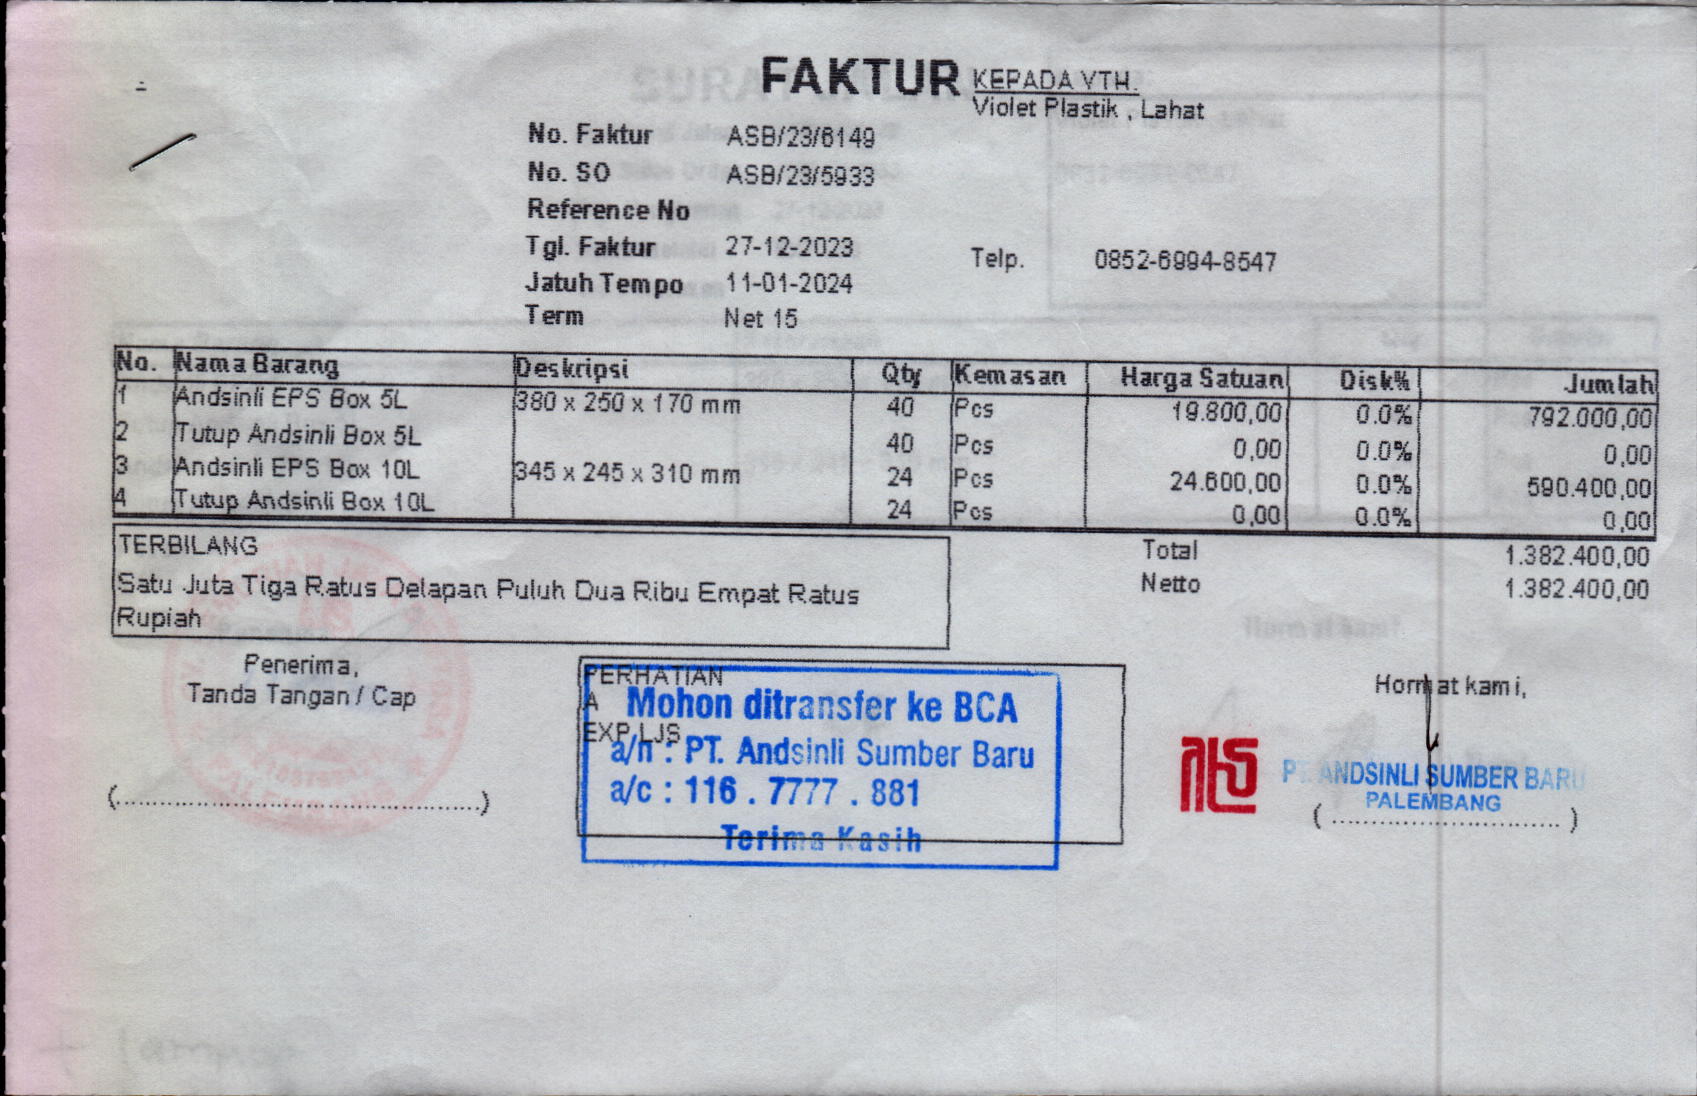 FAKTUR
KEPADA YTH.
Violet Plastik , Lahat
No. Faktur ASB/23/6149
No. SO ASB/23/5933
Reference No
Tgl. Faktur 27-12-2023
Telp. 0852-6994-8547
Jatuh Tempo 11-01-2024
Term Net 15
No. Nama Barang Deskripsi Qty Kemasan Harga Satuan Disk% Jumlah
1 Andsinli EPS Box 5L 380 x 250 x 170 mm 40 Pcs 19.800,00 0.0% 792.000,00
2 Tutup Andsinli Box 5L 40 Pcs 0,00 0.0% 0,00
3 Andsinli EPS Box 10L 345 x 245 x 310 mm 24 Pcs 24.600,00 0.0% 590.400,00
4 Tutup Andsinli Box 10L 24 Pcs 0,00 0.0% 0,00
TERBILANG
Satu Juta Tiga Ratus Delapan Puluh Dua Ribu Empat Ratus
Rupiah
Total 1.382.400,00
Netto 1.382.400,00
Penerima,
Tanda Tangan / Cap
(....................................................)
PERHATIAN
A
EXP LJS
Mohon ditransfer ke BCA
a/n : PT. Andsinli Sumber Baru
a/c : 116 . 7777 . 881
Terima Kasih
Hormat kami,
PT. ANDSINLI SUMBER BARU
PALEMBANG
( ................................ )